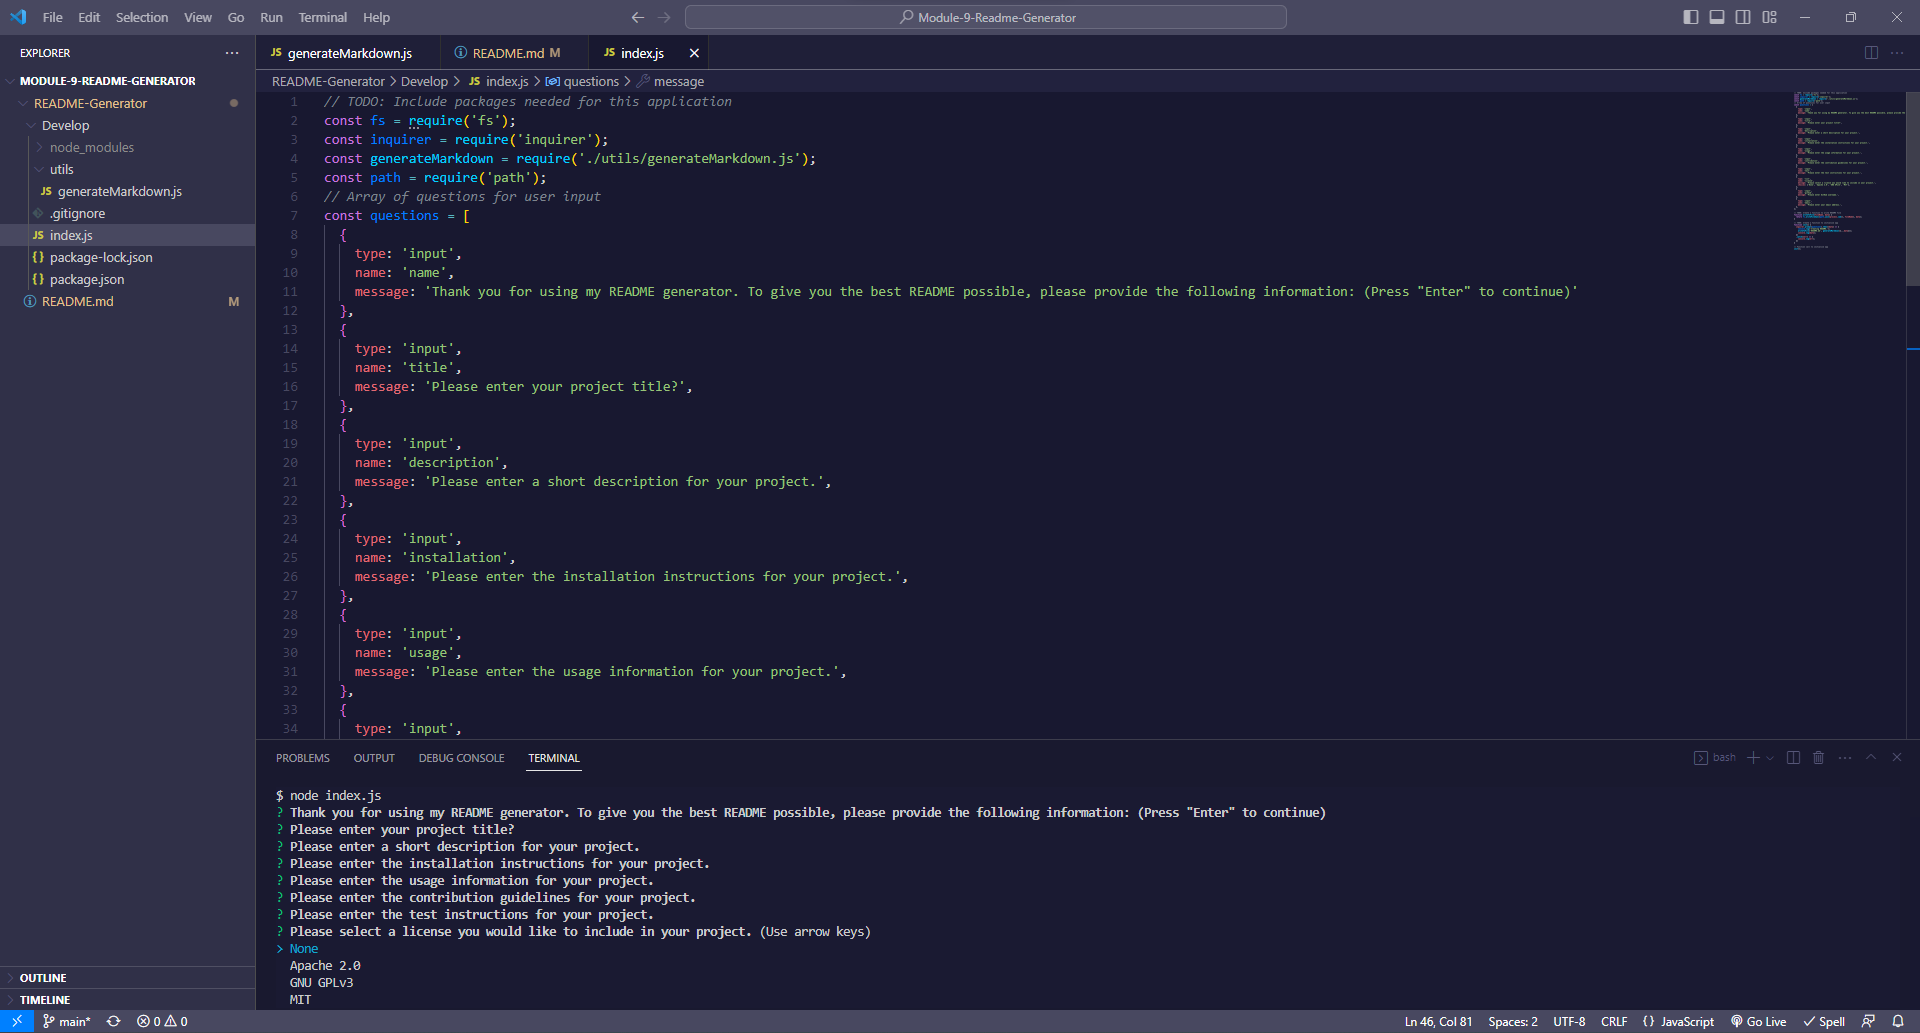 File Edit Selection View Go Run Terminal Help
Module-9-Readme-Generator
EXPLORER
MODULE-9-README-GENERATOR
README-Generator
Develop
node_modules
utils
JS generateMarkdown.js
.gitignore
JS index.js
{} package-lock.json
{} package.json
README.md M
OUTLINE
TIMELINE
JS generateMarkdown.js README.md M JS index.js
README-Generator > Develop > JS index.js > questions > message
1 // TODO: Include packages needed for this application
2 const fs = require('fs');
3 const inquirer = require('inquirer');
4 const generateMarkdown = require('./utils/generateMarkdown.js');
5 const path = require('path');
6 // Array of questions for user input
7 const questions = [
8 {
9 type: 'input',
10 name: 'name',
11 message: 'Thank you for using my README generator. To give you the best README possible, please provide the following information: (Press "Enter" to continue)'
12 },
13 {
14 type: 'input',
15 name: 'title',
16 message: 'Please enter your project title?',
17 },
18 {
19 type: 'input',
20 name: 'description',
21 message: 'Please enter a short description for your project.',
22 },
23 {
24 type: 'input',
25 name: 'installation',
26 message: 'Please enter the installation instructions for your project.',
27 },
28 {
29 type: 'input',
30 name: 'usage',
31 message: 'Please enter the usage information for your project.',
32 },
33 {
34 type: 'input',
PROBLEMS OUTPUT DEBUG CONSOLE TERMINAL
bash
$ node index.js
? Thank you for using my README generator. To give you the best README possible, please provide the following information: (Press "Enter" to continue)
? Please enter your project title?
? Please enter a short description for your project.
? Please enter the installation instructions for your project.
? Please enter the usage information for your project.
? Please enter the contribution guidelines for your project.
? Please enter the test instructions for your project.
? Please select a license you would like to include in your project. (Use arrow keys)
> None
Apache 2.0
GNU GPLv3
MIT
main* 0 0
Ln 46, Col 81 Spaces: 2 UTF-8 CRLF {} JavaScript Go Live Spell